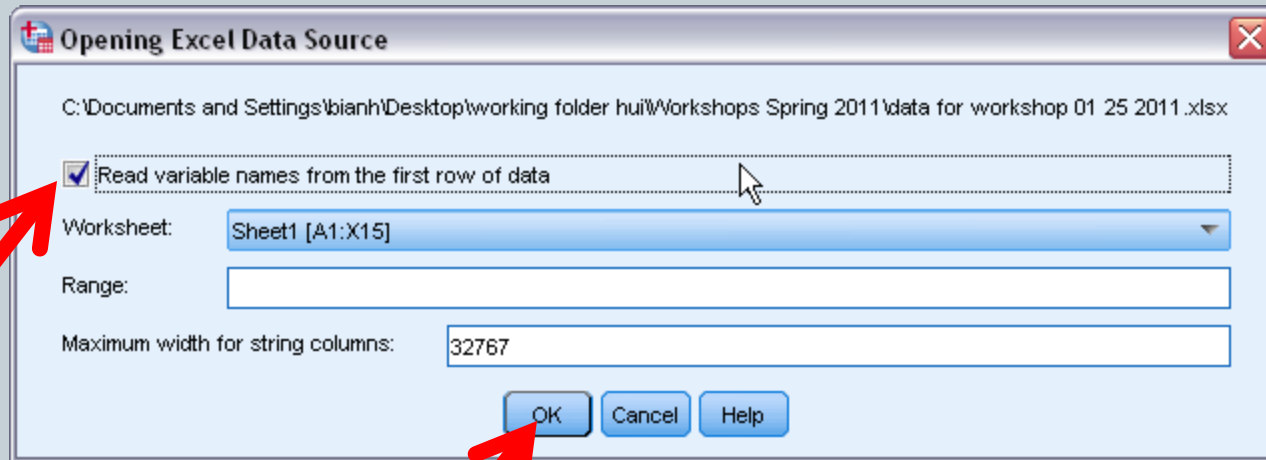 Opening Excel Data Source
C:\Documents and Settings\bianh\Desktop\working folder hui\Workshops Spring 2011\data for workshop 01 25 2011.xlsx
Read variable names from the first row of data
Worksheet: Sheet1 [A1:X15]
Range:
Maximum width for string columns: 32767
OK Cancel Help